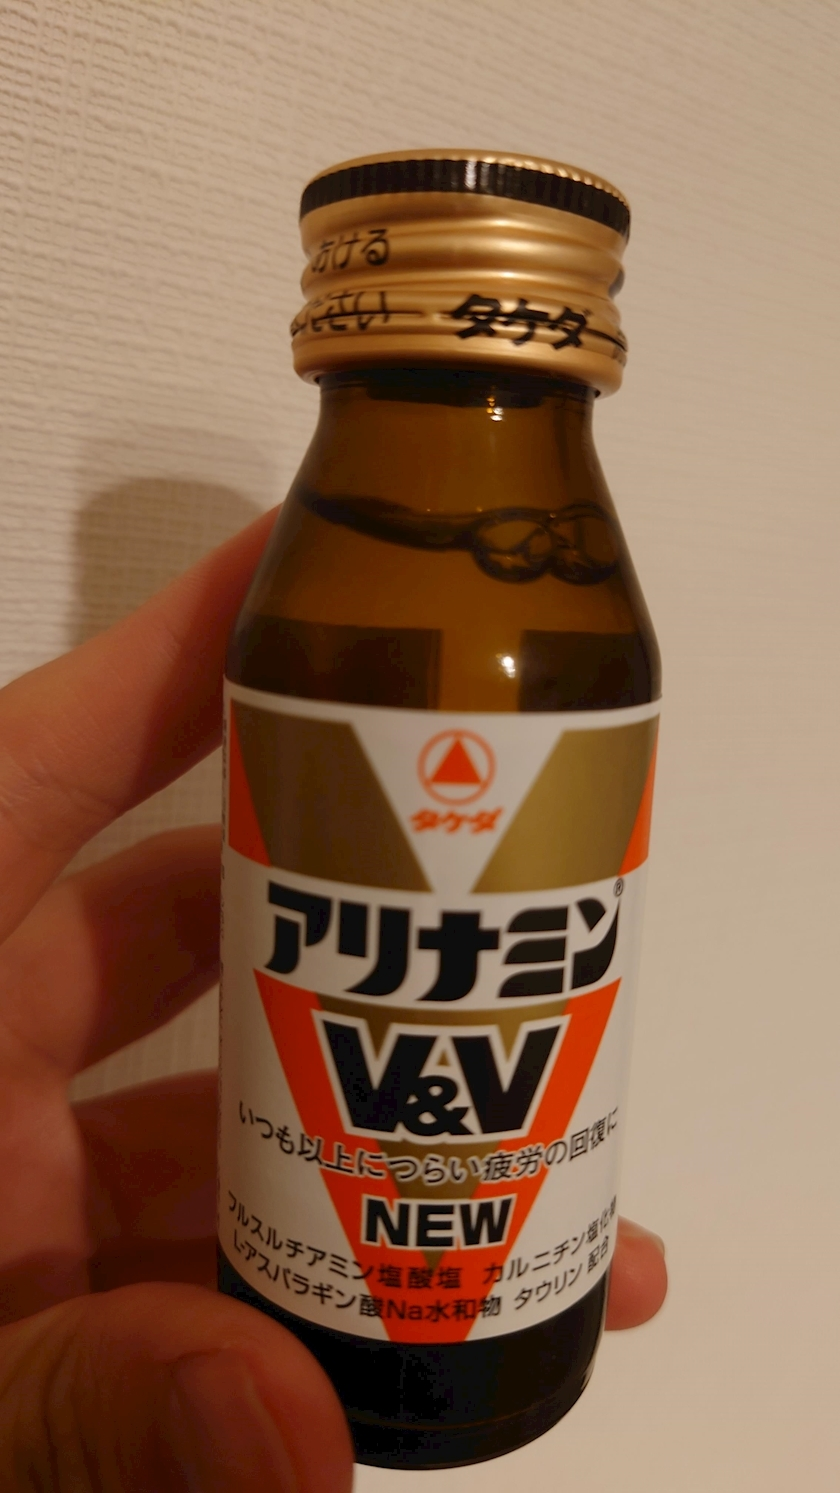 あける
ださい タケダ
タケダ
アリナミン®
V&V
いつも以上につらい疲労の回復に
NEW
フルスルチアミン塩酸塩 カルニチン塩化物
L-アスパラギン酸Na水和物 タウリン 配合